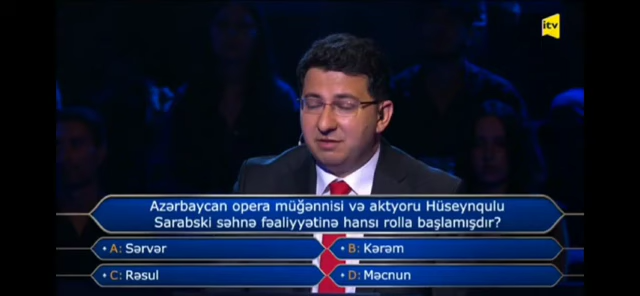 itv
Azərbaycan opera müğənnisi və aktyoru Hüseynqulu
Sarabski səhnə fəaliyyətinə hansı rolla başlamışdır?
A: Sərvər
B: Kərəm
C: Rəsul
D: Məcnun